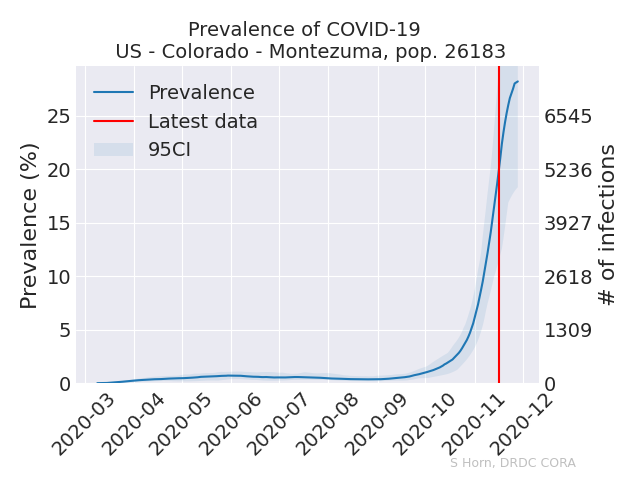 Prevalence of COVID-19
US - Colorado - Montezuma, pop. 26183
Prevalence
Latest data
95CI
Prevalence (%)
25
20
15
10
5
0
6545
5236
3927
2618
1309
0
# of infections
2020-03
2020-04
2020-05
2020-06
2020-07
2020-08
2020-09
2020-10
2020-11
2020-12
S Horn, DRDC CORA